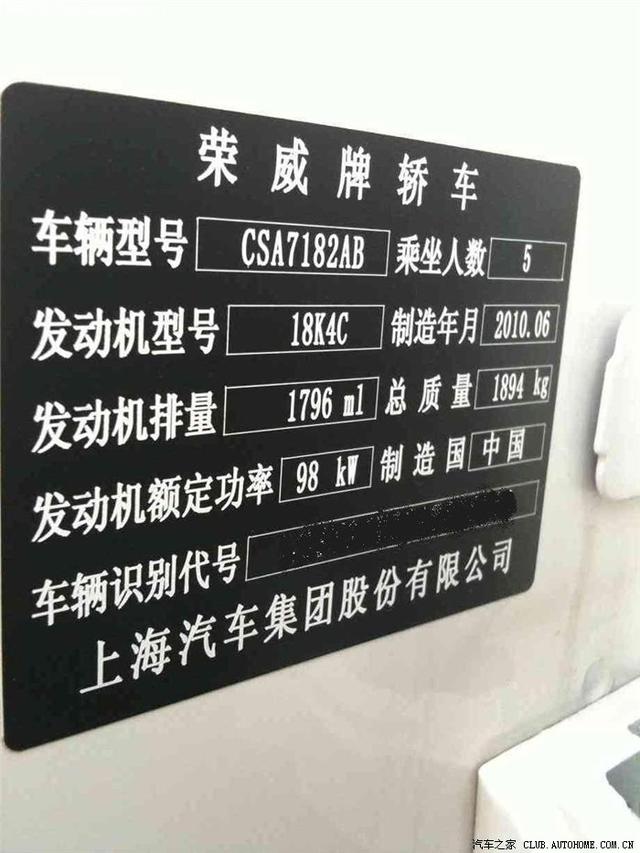 荣威牌轿车
车辆型号 CSA7182AB 乘坐人数 5
发动机型号 18K4C 制造年月 2010.06
发动机排量 1796 ml 总质量 1894 kg
发动机额定功率 98 kW 制造国 中国
车辆识别代号
上海汽车集团股份有限公司
汽车之家 CLUB.AUTOHOME.COM.CN